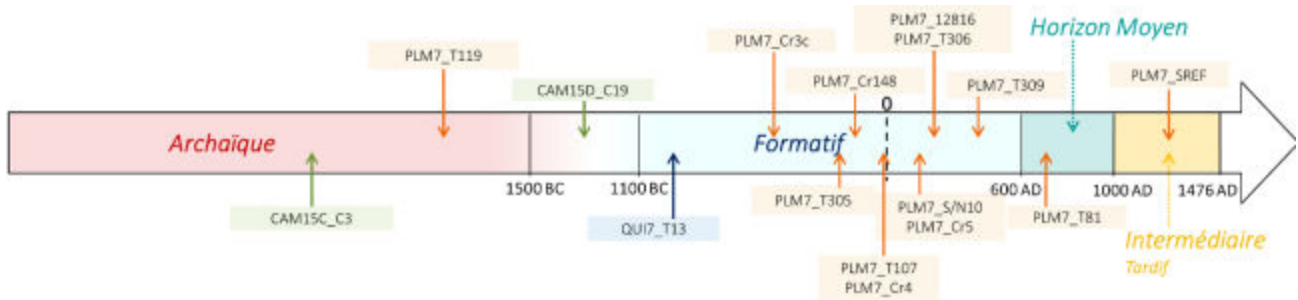 PLM7_12816
PLM7_T306
Horizon Moyen
PLM7_T119
PLM7_Cr3c
CAM15D_C19
PLM7_Cr148
PLM7_T309
PLM7_SREF
0
Archaïque
Formatif
1500 BC
1100 BC
600 AD
1000 AD
1476 AD
CAM15C_C3
QUI7_T13
PLM7_T305
PLM7_S/N10
PLM7_Cr5
PLM7_T81
Intermédiaire
Tardif
PLM7_T107
PLM7_Cr4